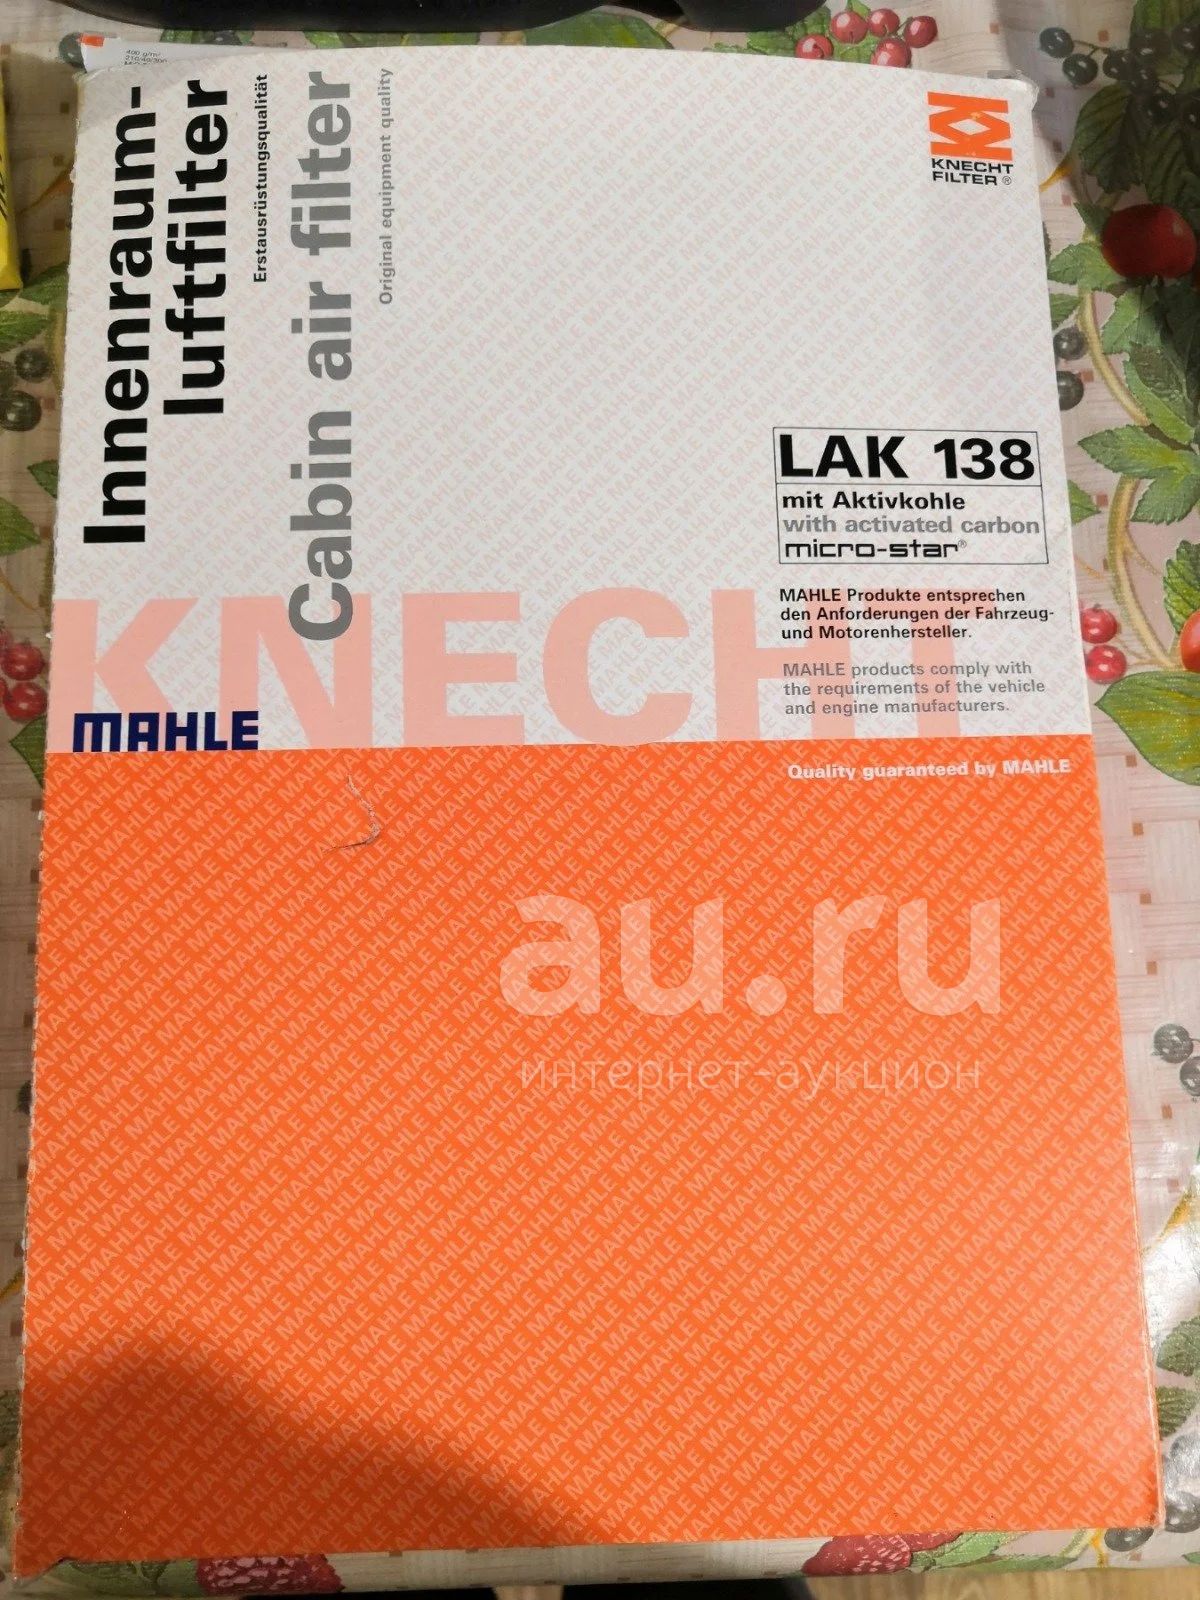 400 g/m²
Innenraum-
luftfilter
Erstausrüstungsqualität
Cabin air filter
Original equipment quality
KNECHT
FILTER®
LAK 138
mit Aktivkohle
with activated carbon
micro-star®
MAHLE Produkte entsprechen
den Anforderungen der Fahrzeug-
und Motorenhersteller.
MAHLE products comply with
the requirements of the vehicle
and engine manufacturers.
KNECHT
MAHLE
Quality guaranteed by MAHLE
au.ru
интернет-аукцион